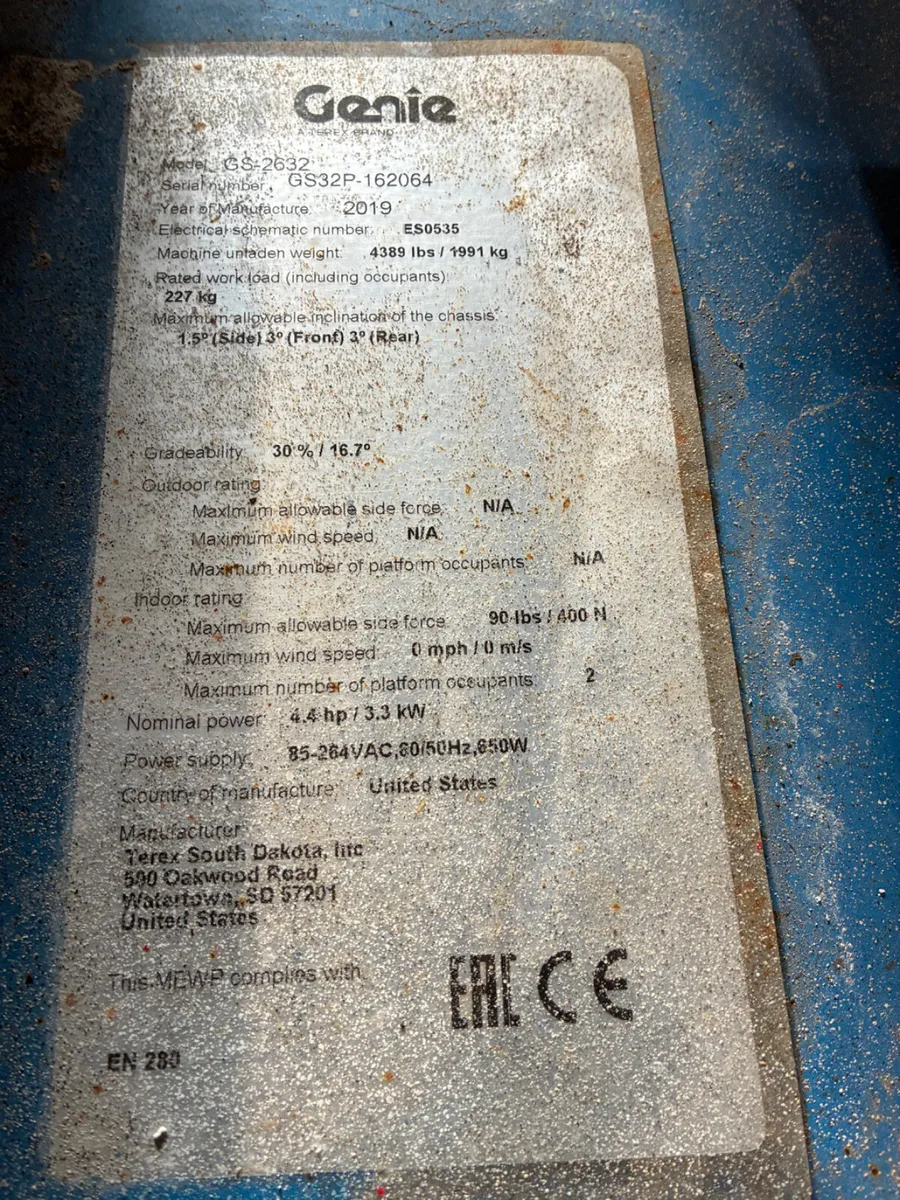 Genie
A TEREX BRAND
Model: GS-2632
Serial number: GS32P-162064
Year of Manufacture: 2019
Electrical schematic number: ES0535
Machine unladen weight: 4389 lbs / 1991 kg
Rated work load (including occupants):
227 kg
Maximum allowable inclination of the chassis:
1.5º (Side) 3º (Front) 3º (Rear)
Gradeability: 30 % / 16.7º
Outdoor rating
Maximum allowable side force: N/A
Maximum wind speed: N/A
Maximum number of platform occupants: N/A
Indoor rating
Maximum allowable side force: 90 lbs / 400 N
Maximum wind speed: 0 mph / 0 m/s
Maximum number of platform occupants: 2
Nominal power: 4.4 hp / 3.3 kW
Power supply: 85-264VAC,60/50Hz,650W
Country of manufacture: United States
Manufacturer:
Terex South Dakota, Inc
500 Oakwood Road
Watertown, SD 57201
United States
This MEWP complies with:
EAC CE
EN 280